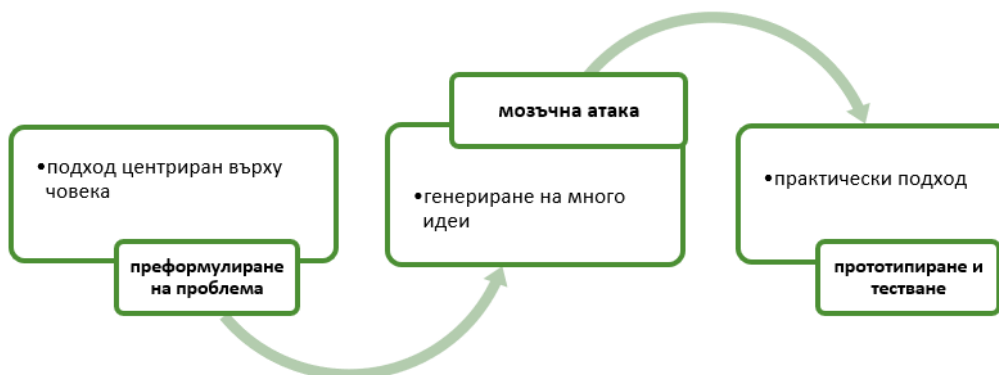 •подход центриран върху
човека
преформулиране
на проблема
мозъчна атака
•генериране на много
идеи
•практически подход
прототипиране и
тестване